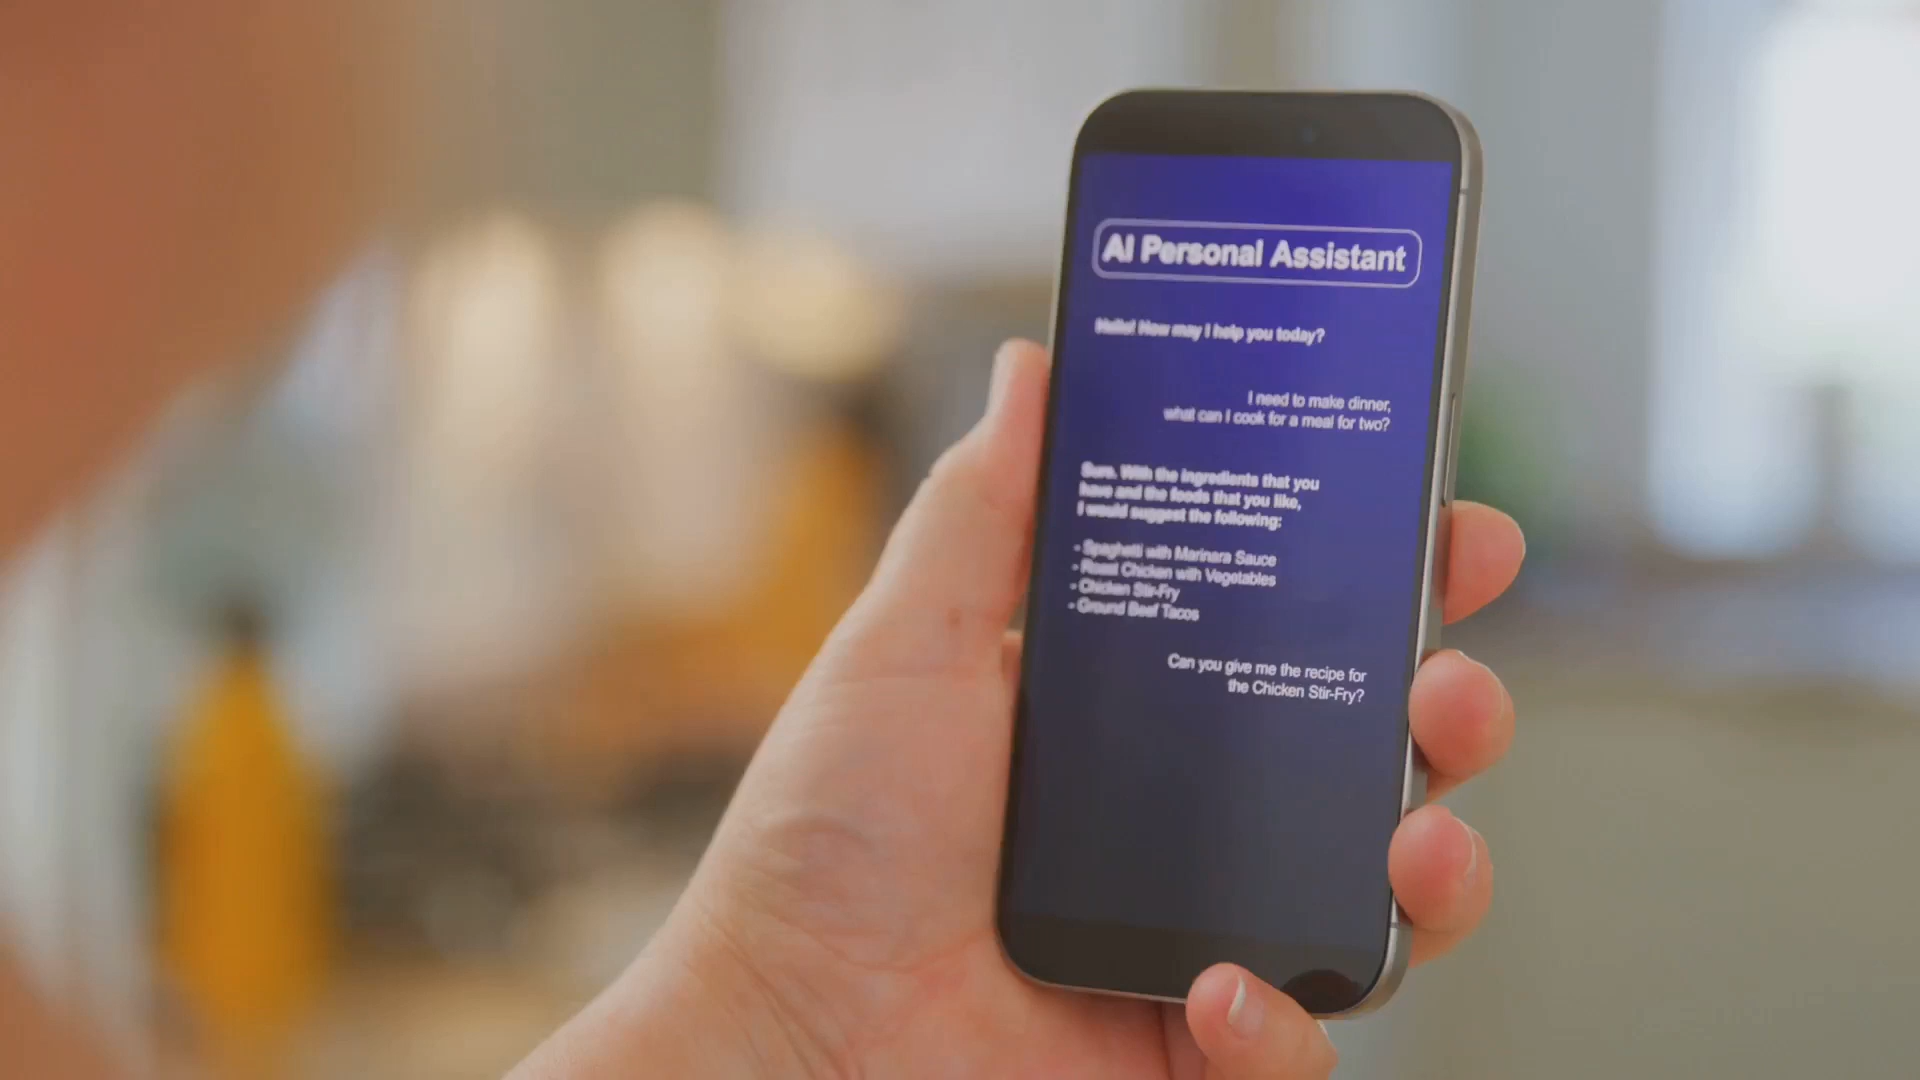 AI Personal Assistant
Hello! How may I help you today?
I need to make dinner,
what can I cook for a meal for two?
Sure. With the ingredients that you
have and the foods that you like,
I would suggest the following:
- Spaghetti with Marinara Sauce
- Roast Chicken with Vegetables
- Chicken Stir-Fry
- Ground Beef Tacos
Can you give me the recipe for
the Chicken Stir-Fry?